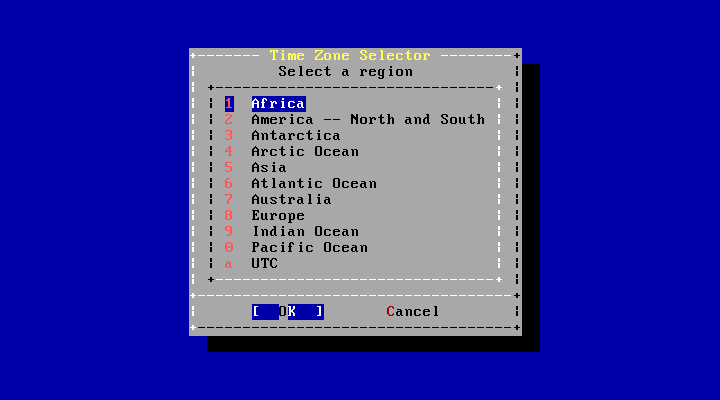 Time Zone Selector
Select a region
1 Africa
2 America -- North and South
3 Antarctica
4 Arctic Ocean
5 Asia
6 Atlantic Ocean
7 Australia
8 Europe
9 Indian Ocean
0 Pacific Ocean
a UTC
[ OK ] Cancel